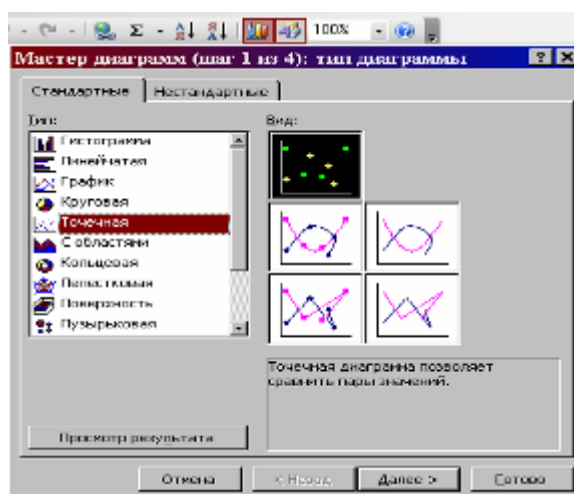 100%
Мастер диаграмм (шаг 1 из 4): тип диаграммы
Стандартные Нестандартные
Тип: Вид:
Гистограмма
Линейчатая
График
Круговая
Точечная
С областями
Кольцевая
Лепестковая
Поверхность
Пузырьковая
Точечная диаграмма позволяет
сравнить пары значений.
Просмотр результата
Отмена < Назад Далее > Готово